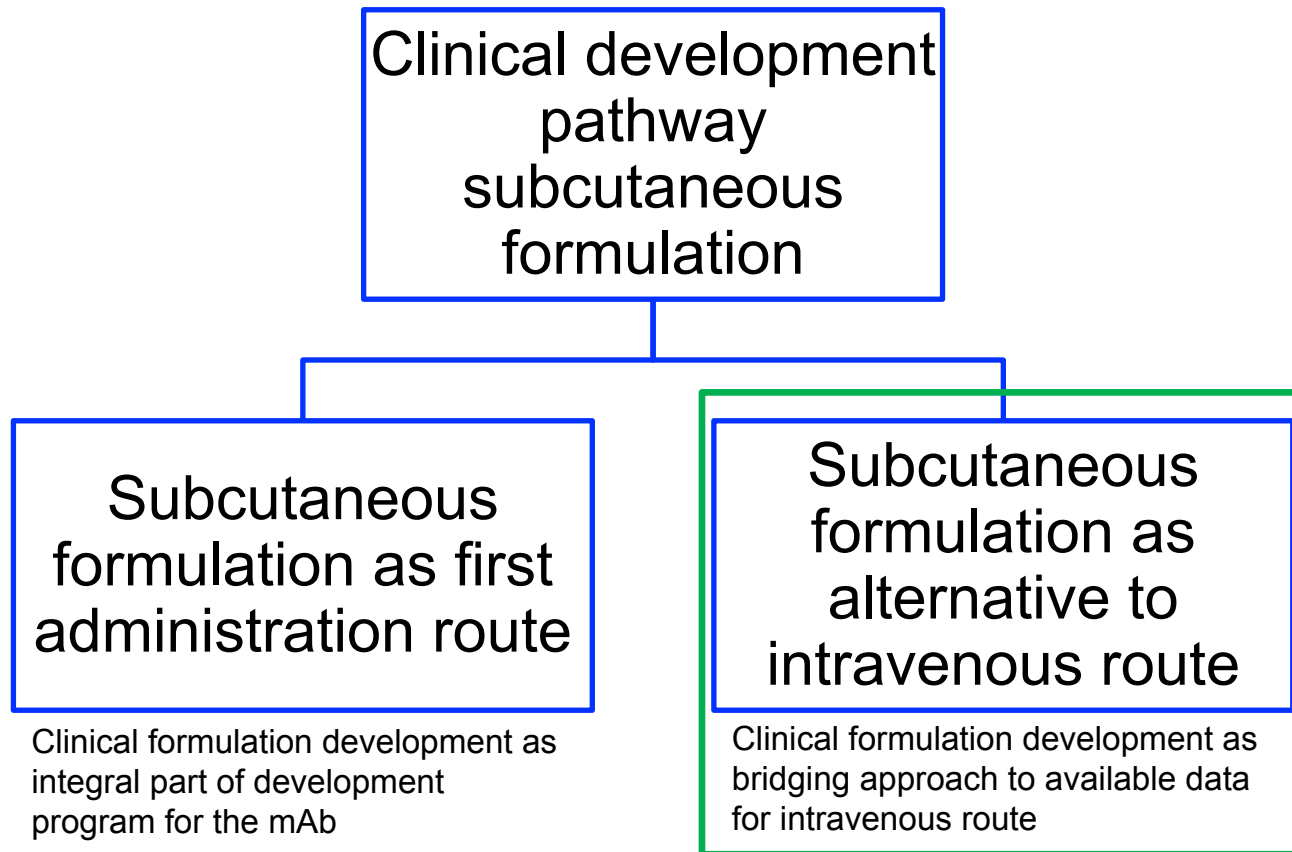 Clinical development
pathway
subcutaneous
formulation
Subcutaneous
formulation as first
administration route
Clinical formulation development as
integral part of development
program for the mAb
Subcutaneous
formulation as
alternative to
intravenous route
Clinical formulation development as
bridging approach to available data
for intravenous route